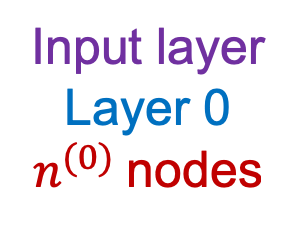 Input layer
Layer 0
n⁽⁰⁾ nodes